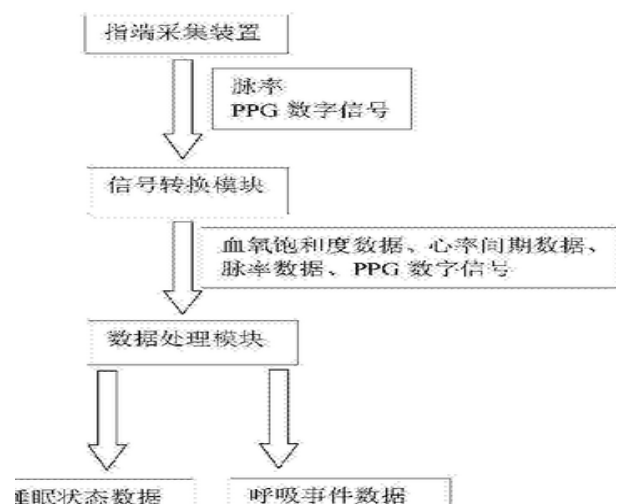 指端采集装置
脉率
PPG 数字信号
信号转换模块
血氧饱和度数据、心率间期数据、
脉率数据、PPG 数字信号
数据处理模块
睡眠状态数据
呼吸事件数据